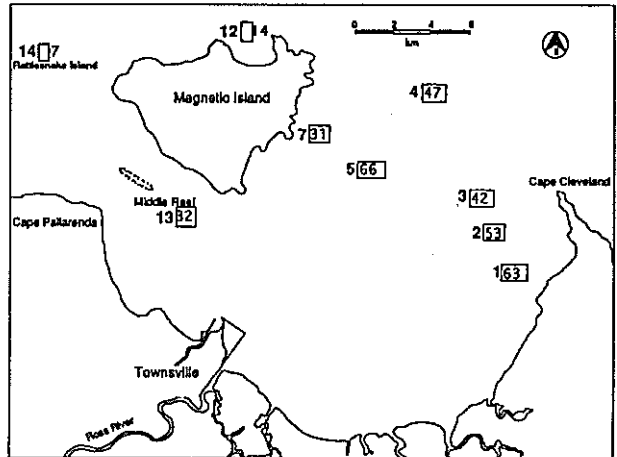 12 14
0 2 4 6
km
14 7
Rattlesnake Island
N
Magnetic Island
4 47
7 31
5 66
Cape Cleveland
3 42
Middle Reef
13 32
Cape Pallarenda
2 53
1 63
Townsville
Ross River